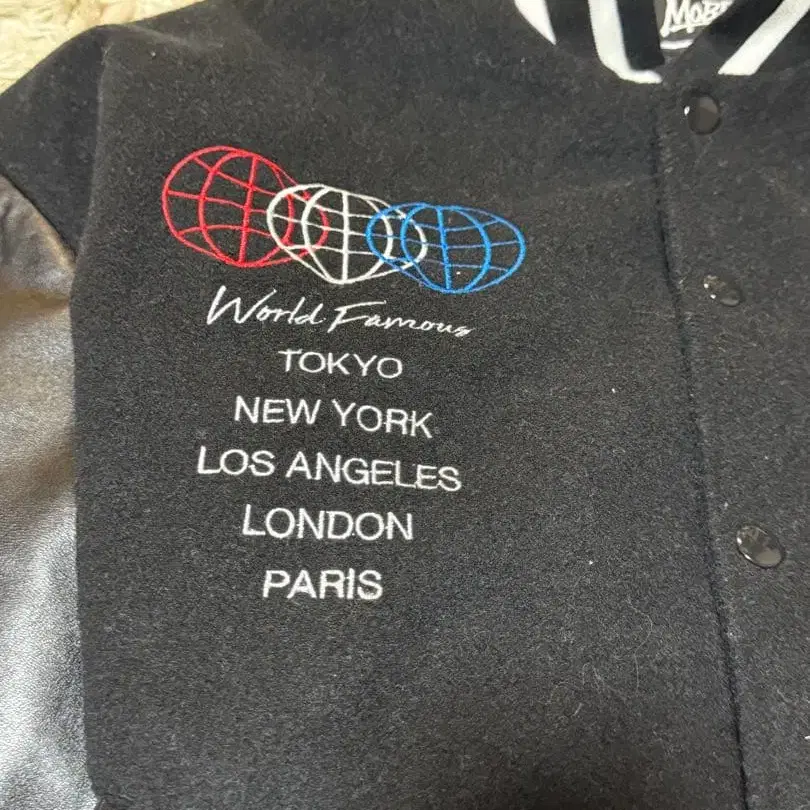 World Famous
TOKYO
NEW YORK
LOS ANGELES
LONDON
PARIS